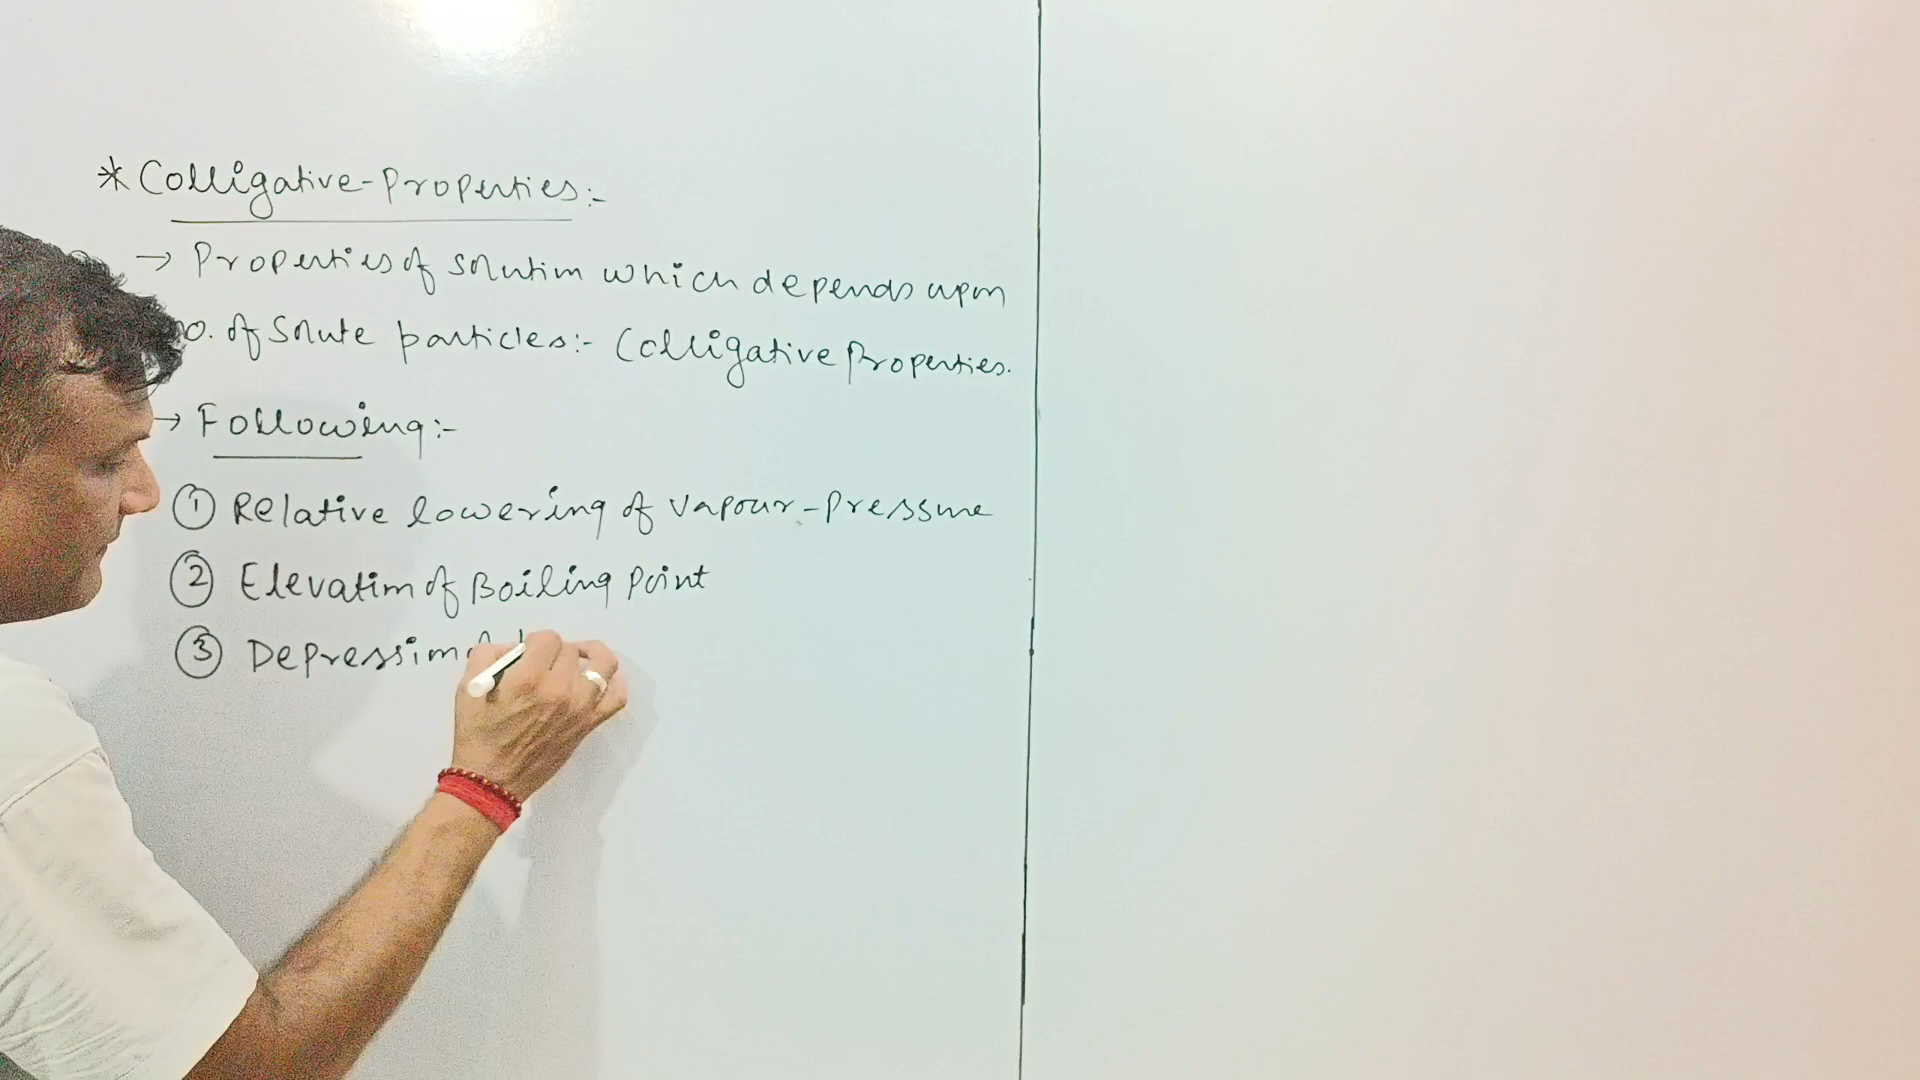 * Colligative-Properties:-
→ Properties of solution which depends upon
no. of Solute particles:- Colligative Properties.
→ Following:-
① Relative lowering of Vapour-Pressure
② Elevation of Boiling Point
③ Depression